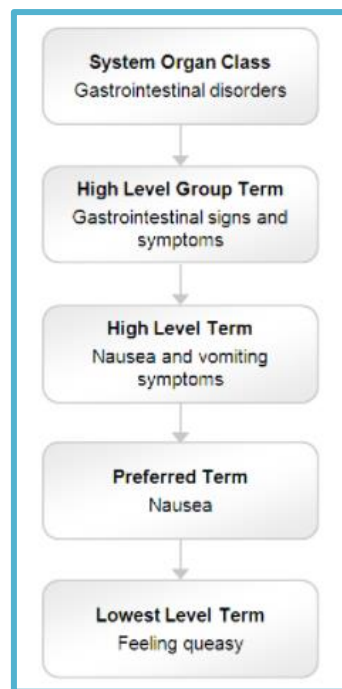 System Organ Class
Gastrointestinal disorders
High Level Group Term
Gastrointestinal signs and
symptoms
High Level Term
Nausea and vomiting
symptoms
Preferred Term
Nausea
Lowest Level Term
Feeling queasy